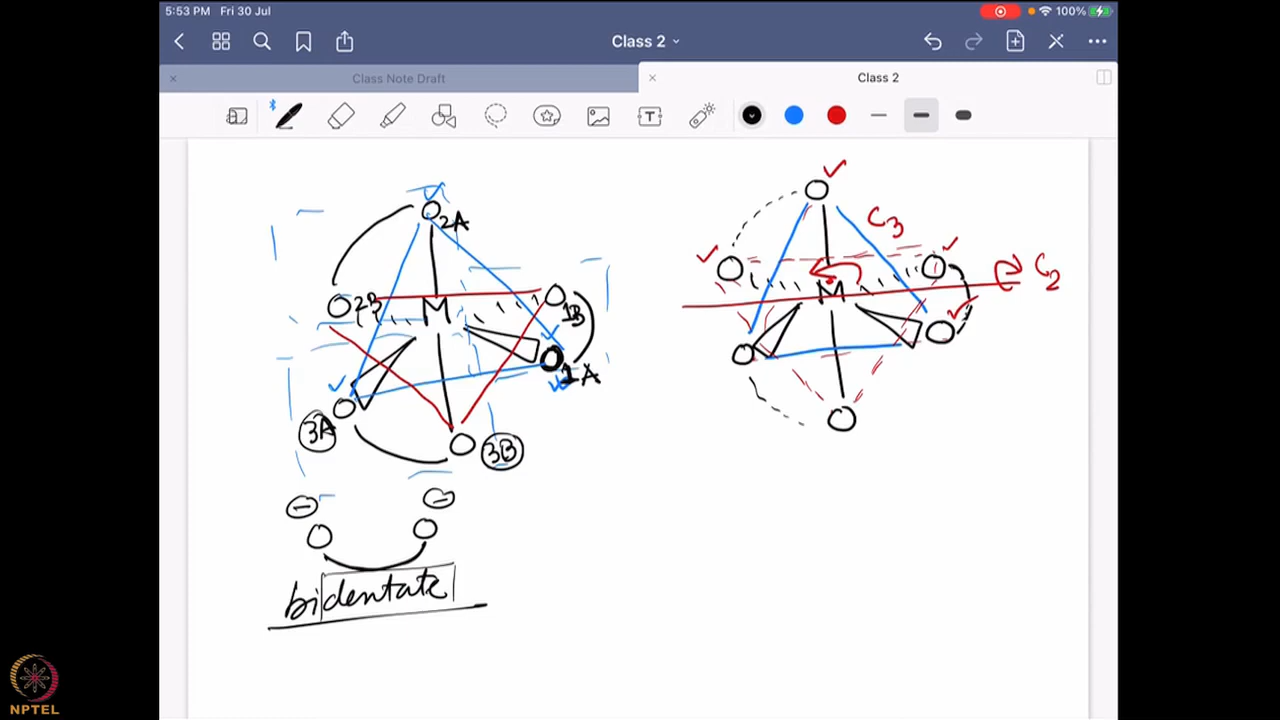 5:53 PM Fri 30 Jul
100%
Class 2
Class Note Draft
Class 2
T
O 2A
O 2B
M
O 1B
O 1A
O 3A
O 3B
O O
bidentate
O
C3
O
O
C2
M
O
O
O
NPTEL